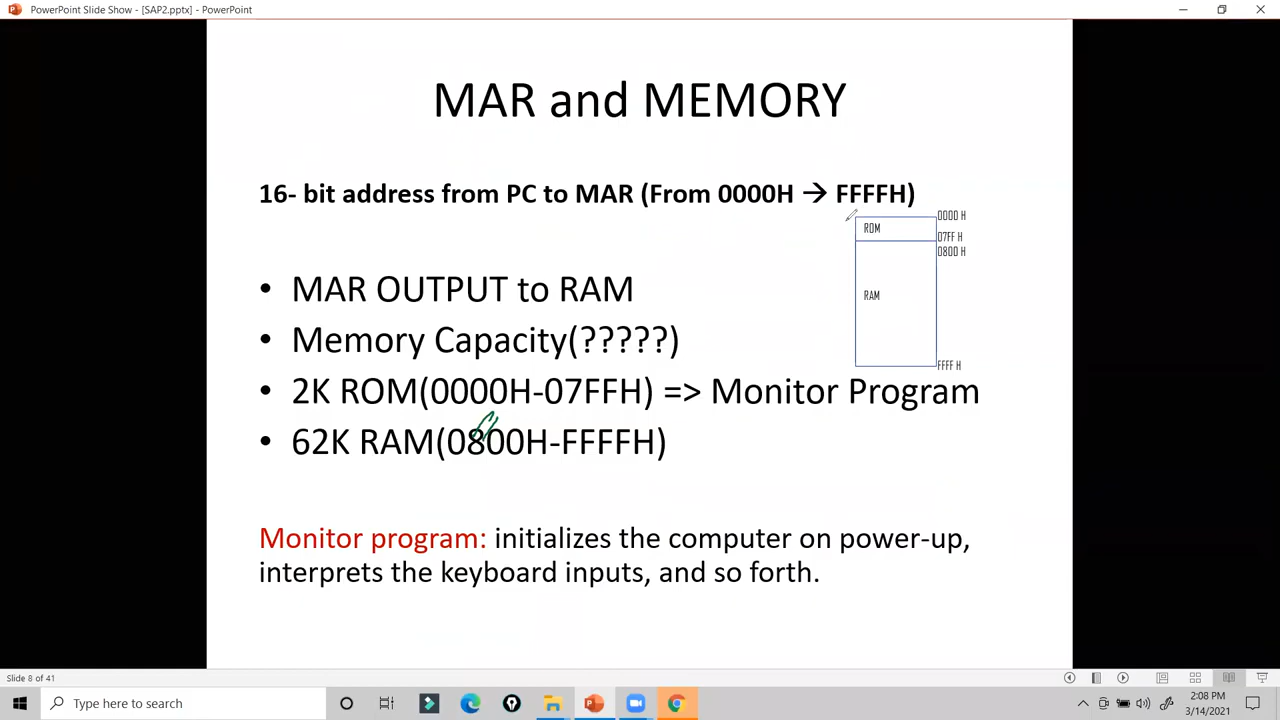 PowerPoint Slide Show - [SAP2.pptx] - PowerPoint
MAR and MEMORY
16- bit address from PC to MAR (From 0000H → FFFFH)
0000 H
ROM
07FF H
0800 H
RAM
FFFF H
• MAR OUTPUT to RAM
• Memory Capacity(?????)
• 2K ROM(0000H-07FFH) => Monitor Program
• 62K RAM(0800H-FFFFH)
Monitor program: initializes the computer on power-up,
interprets the keyboard inputs, and so forth.
Slide 8 of 41
Type here to search
2:08 PM
3/14/2021